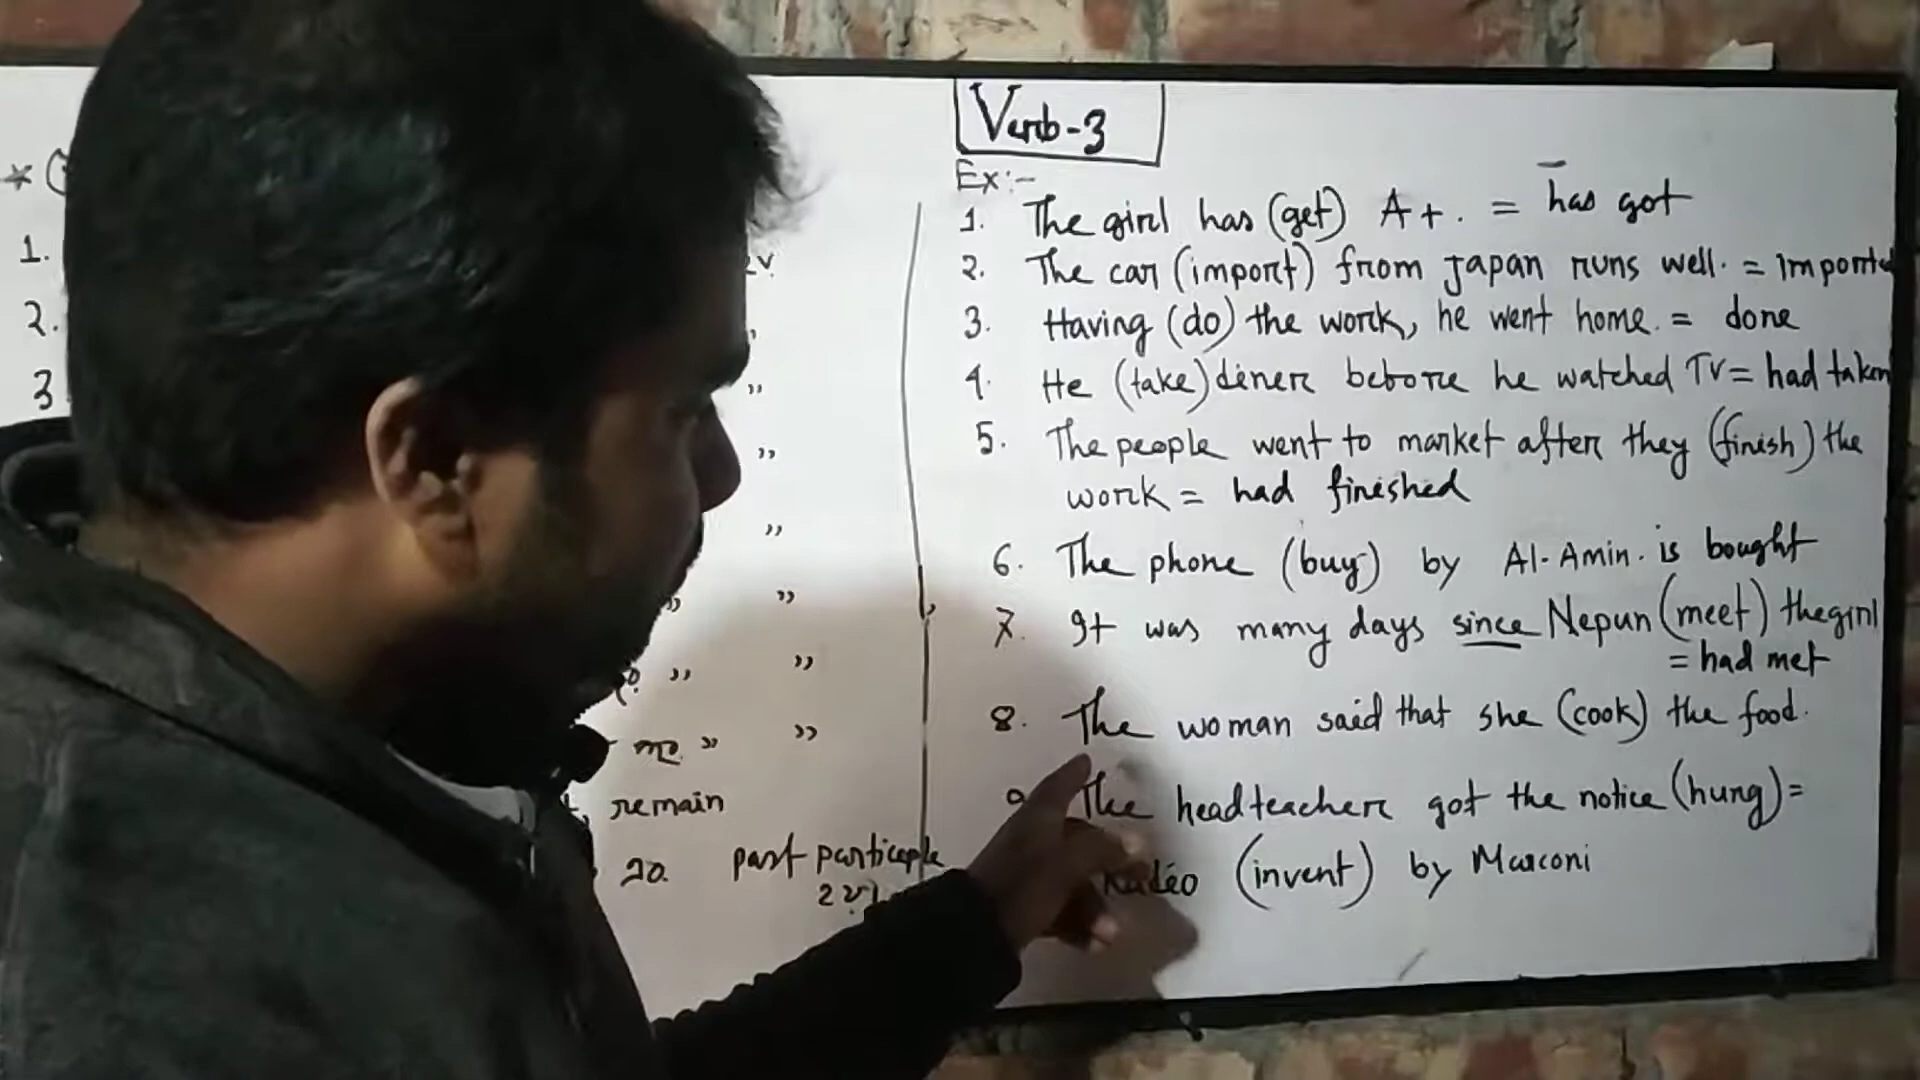 Verb-3
Ex:-
1. The girl has (get) A+. = has got
2. The car (import) from Japan runs well. = imported
3. Having (do) the work, he went home. = done
4. He (take) diner before he watched TV = had taken
5. The people went to market after they (finish) the
work = had finished
6. The phone (buy) by Al-Amin. is bought
7. It was many days since Nepun (meet) the girl
= had met
8. The woman said that she (cook) the food.
The headteacher got the notice (hung) =
Radio (invent) by Marconi
1.
2.
3
remain
past participle